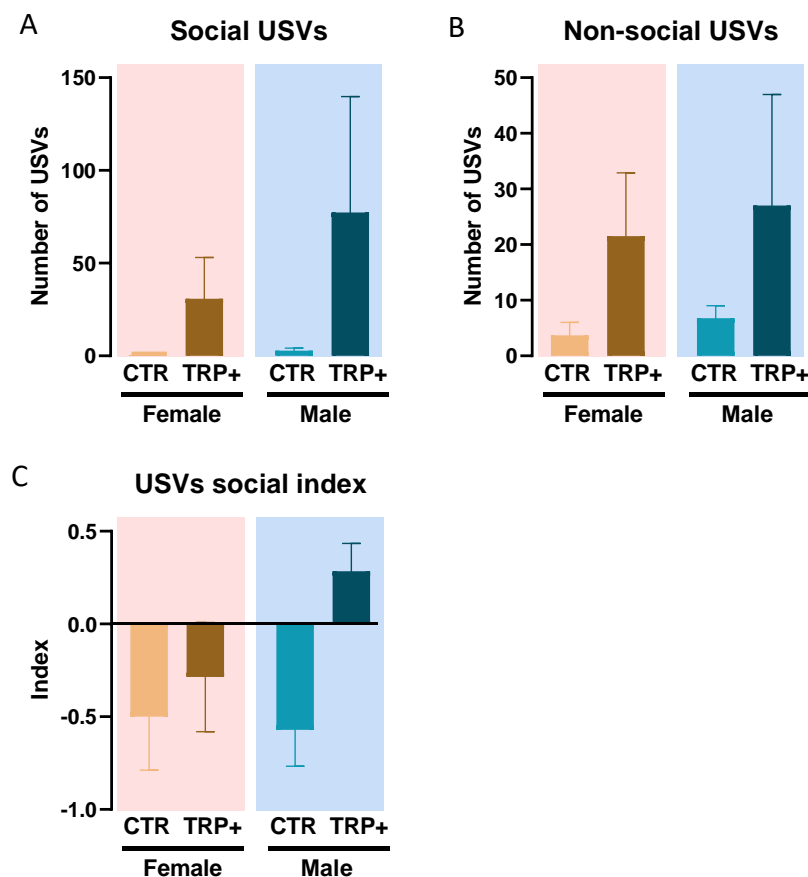 A
Social USVs
Number of USVs
150
100
50
0
CTR TRP+ CTR TRP+
Female Male
B
Non-social USVs
Number of USVs
50
40
30
20
10
0
CTR TRP+ CTR TRP+
Female Male
C
USVs social index
Index
0.5
0.0
-0.5
-1.0
CTR TRP+ CTR TRP+
Female Male